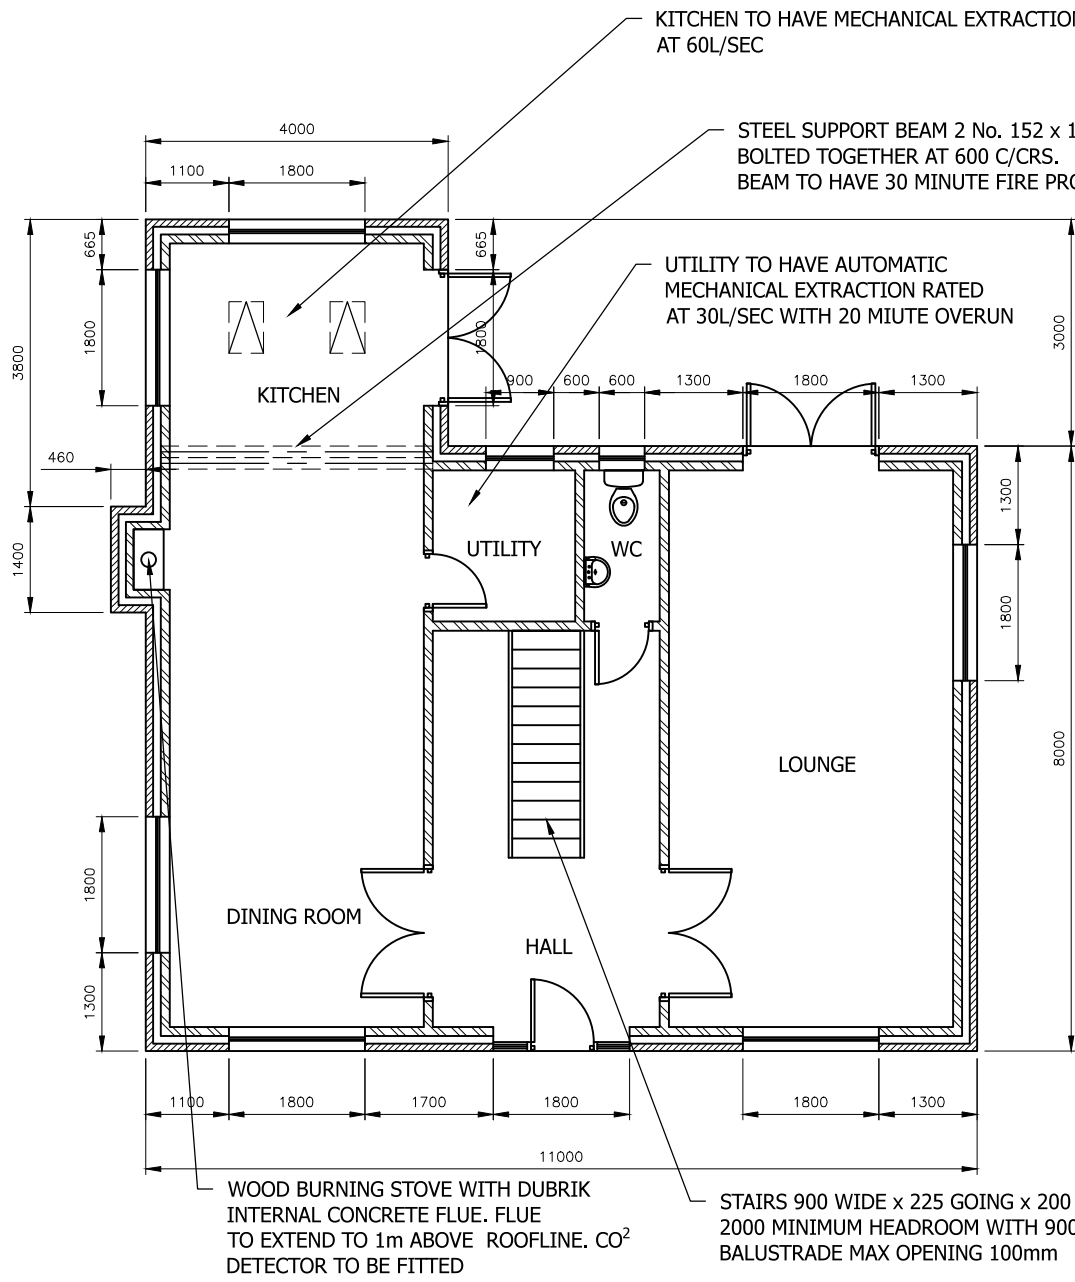 KITCHEN TO HAVE MECHANICAL EXTRACTION
AT 60L/SEC
4000
STEEL SUPPORT BEAM 2 No. 152 x 1
BOLTED TOGETHER AT 600 C/CRS.
BEAM TO HAVE 30 MINUTE FIRE PRO
1100
1800
665
665
UTILITY TO HAVE AUTOMATIC
MECHANICAL EXTRACTION RATED
AT 30L/SEC WITH 20 MIUTE OVERUN
3800
1800
1800
3000
KITCHEN
900
600
600
1300
1800
1300
460
1300
1400
UTILITY
WC
1800
8000
LOUNGE
1800
DINING ROOM
HALL
1300
1100
1800
1700
1800
1800
1300
11000
WOOD BURNING STOVE WITH DUBRIK
INTERNAL CONCRETE FLUE. FLUE
TO EXTEND TO 1m ABOVE ROOFLINE. CO²
DETECTOR TO BE FITTED
STAIRS 900 WIDE x 225 GOING x 200
2000 MINIMUM HEADROOM WITH 900
BALUSTRADE MAX OPENING 100mm